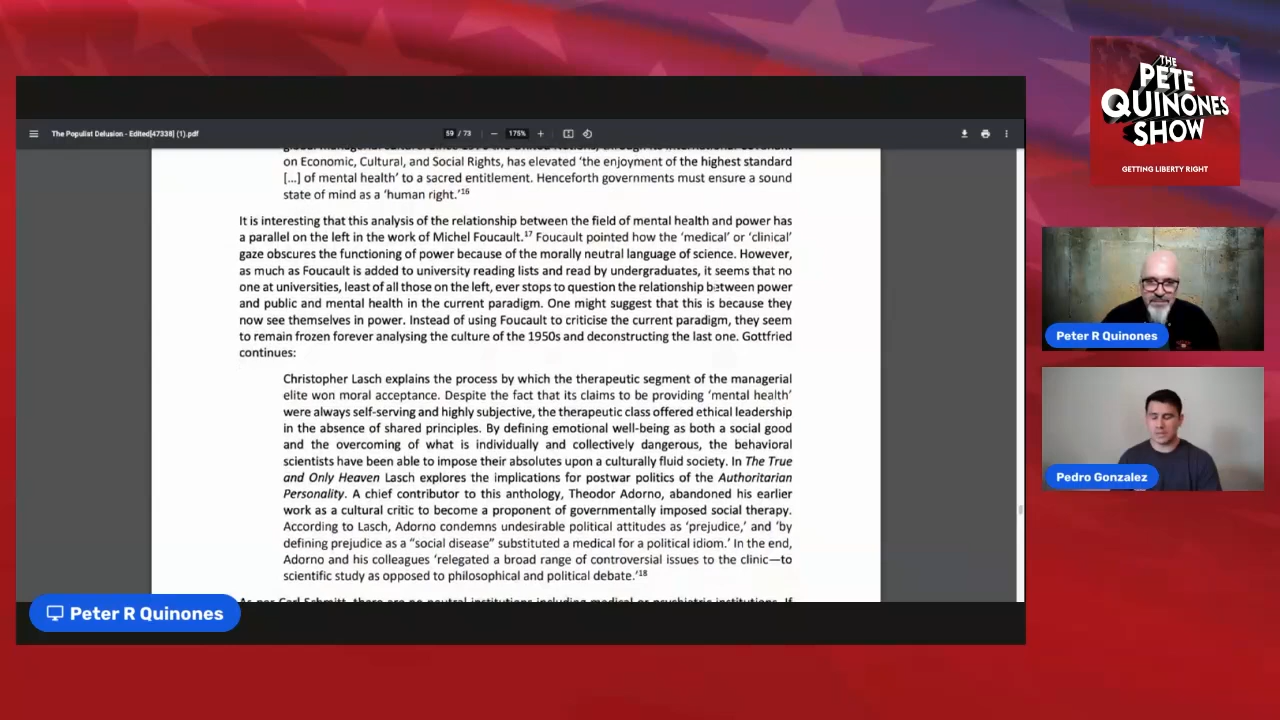 THE
PETE
QUINONES
SHOW
GETTING LIBERTY RIGHT
The Populist Delusion - Edited[47338] (1).pdf
59 / 73
175%
on Economic, Cultural, and Social Rights, has elevated ‘the enjoyment of the highest standard
[...] of mental health’ to a sacred entitlement. Henceforth governments must ensure a sound
state of mind as a ‘human right.’16
It is interesting that this analysis of the relationship between the field of mental health and power has
a parallel on the left in the work of Michel Foucault.17 Foucault pointed how the ‘medical’ or ‘clinical’
gaze obscures the functioning of power because of the morally neutral language of science. However,
as much as Foucault is added to university reading lists and read by undergraduates, it seems that no
one at universities, least of all those on the left, ever stops to question the relationship between power
and public and mental health in the current paradigm. One might suggest that this is because they
now see themselves in power. Instead of using Foucault to criticise the current paradigm, they seem
to remain frozen forever analysing the culture of the 1950s and deconstructing the last one. Gottfried
continues:
Christopher Lasch explains the process by which the therapeutic segment of the managerial
elite won moral acceptance. Despite the fact that its claims to be providing ‘mental health’
were always self-serving and highly subjective, the therapeutic class offered ethical leadership
in the absence of shared principles. By defining emotional well-being as both a social good
and the overcoming of what is individually and collectively dangerous, the behavioral
scientists have been able to impose their absolutes upon a culturally fluid society. In The True
and Only Heaven Lasch explores the implications for postwar politics of the Authoritarian
Personality. A chief contributor to this anthology, Theodor Adorno, abandoned his earlier
work as a cultural critic to become a proponent of governmentally imposed social therapy.
According to Lasch, Adorno condemns undesirable political attitudes as ‘prejudice,’ and ‘by
defining prejudice as a “social disease” substituted a medical for a political idiom.’ In the end,
Adorno and his colleagues ‘relegated a broad range of controversial issues to the clinic—to
scientific study as opposed to philosophical and political debate.’18
As per Carl Schmitt, there are no neutral institutions including medical or psychiatric institutions. If
Peter R Quinones
Peter R Quinones
Pedro Gonzalez